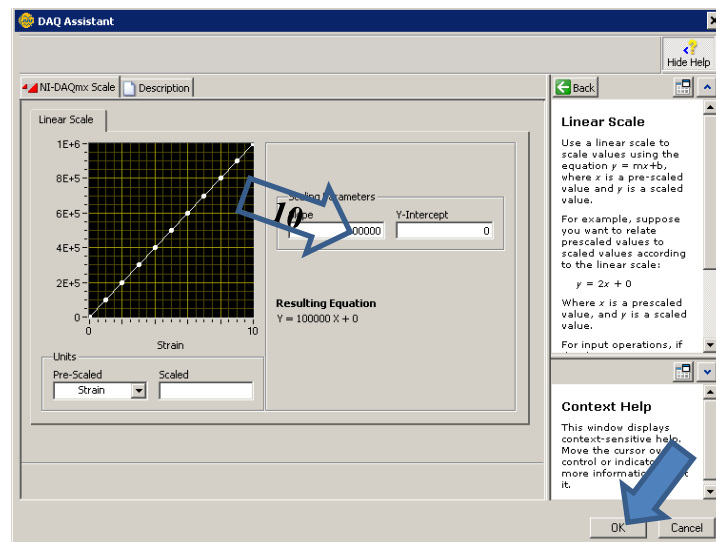 DAQ Assistant
Hide Help
NI-DAQmx Scale
Description
Back
Linear Scale
1E+6
8E+5
6E+5
4E+5
2E+5
0
0
10
Strain
Scaling Parameters
10
Y-Intercept
00000
0
Resulting Equation
Y = 100000 X + 0
Units
Pre-Scaled
Scaled
Strain
Linear Scale
Use a linear scale to
scale values using the
equation y = mx+b,
where x is a pre-scaled
value and y is a scaled
value.
For example, suppose
you want to relate
prescaled values to
scaled values according
to the linear scale:
y = 2x + 0
Where x is a prescaled
value, and y is a scaled
value.
For input operations, if
Context Help
This window displays
context-sensitive help.
Move the cursor ov
control or indicato
more information
t
it.
OK
Cancel